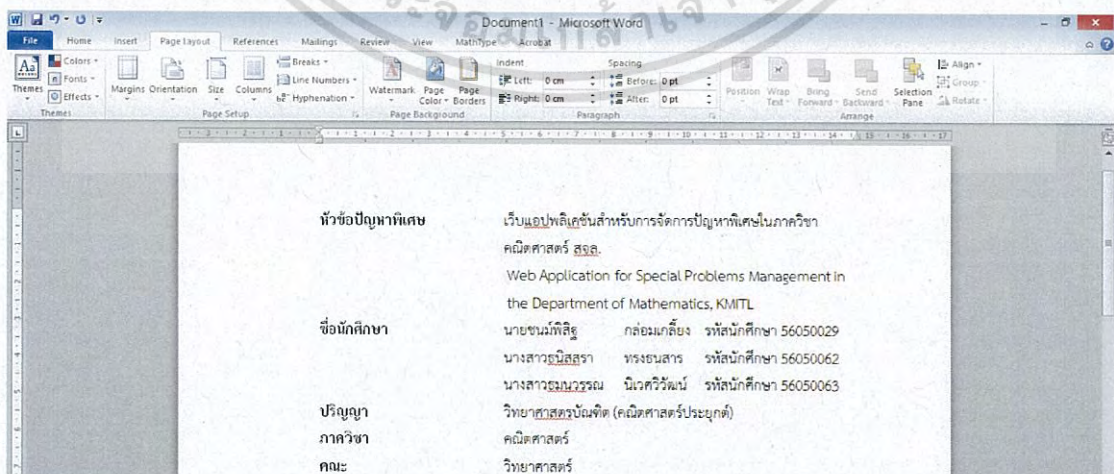 ระจอมเกล้าเจ้า
Document1 - Microsoft Word
File Home Insert Page Layout References Mailings Review View MathType Acrobat
Colors Breaks Indent Spacing Align
Aa Fonts Line Numbers Left: 0 cm Before: 0 pt Group
Themes Effects Margins Orientation Size Columns Hyphenation Watermark Page Color Page Borders Right: 0 cm After: 0 pt Position Wrap Text Bring Forward Send Backward Selection Pane Rotate
Themes Page Setup Page Background Paragraph Arrange
หัวข้อปัญหาพิเศษ เว็บแอปพลิเคชันสำหรับการจัดการปัญหาพิเศษในภาควิชา
คณิตศาสตร์ สจล.
Web Application for Special Problems Management in
the Department of Mathematics, KMITL
ชื่อนักศึกษา นายชนม์พิสิฐ กล่อมเกลี้ยง รหัสนักศึกษา 56050029
นางสาวธนิสสรา ทรงธนสาร รหัสนักศึกษา 56050062
นางสาวธมนวรรณ นิเวศวิวัฒน์ รหัสนักศึกษา 56050063
ปริญญา วิทยาศาสตรบัณฑิต (คณิตศาสตร์ประยุกต์)
ภาควิชา คณิตศาสตร์
คณะ วิทยาศาสตร์